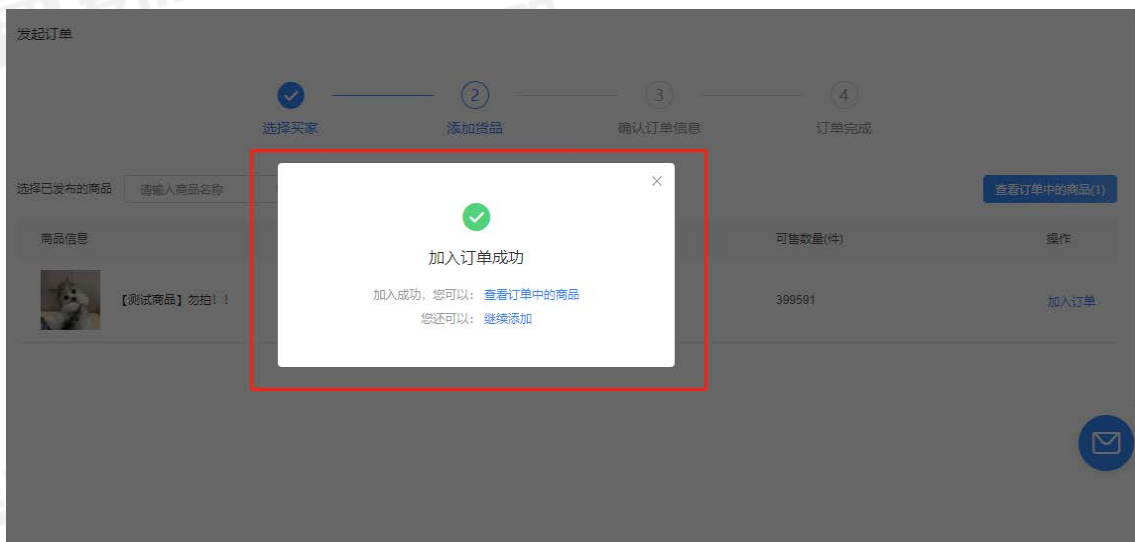 发起订单
2
3
4
选择买家
添加货品
确认订单信息
订单完成
选择已发布的商品
请输入商品名称
查看订单中的商品(1)
商品信息
可售数量(件)
操作
加入订单成功
【测试商品】勿拍！！
加入成功，您可以： 查看订单中的商品
399591
加入订单
您还可以： 继续添加